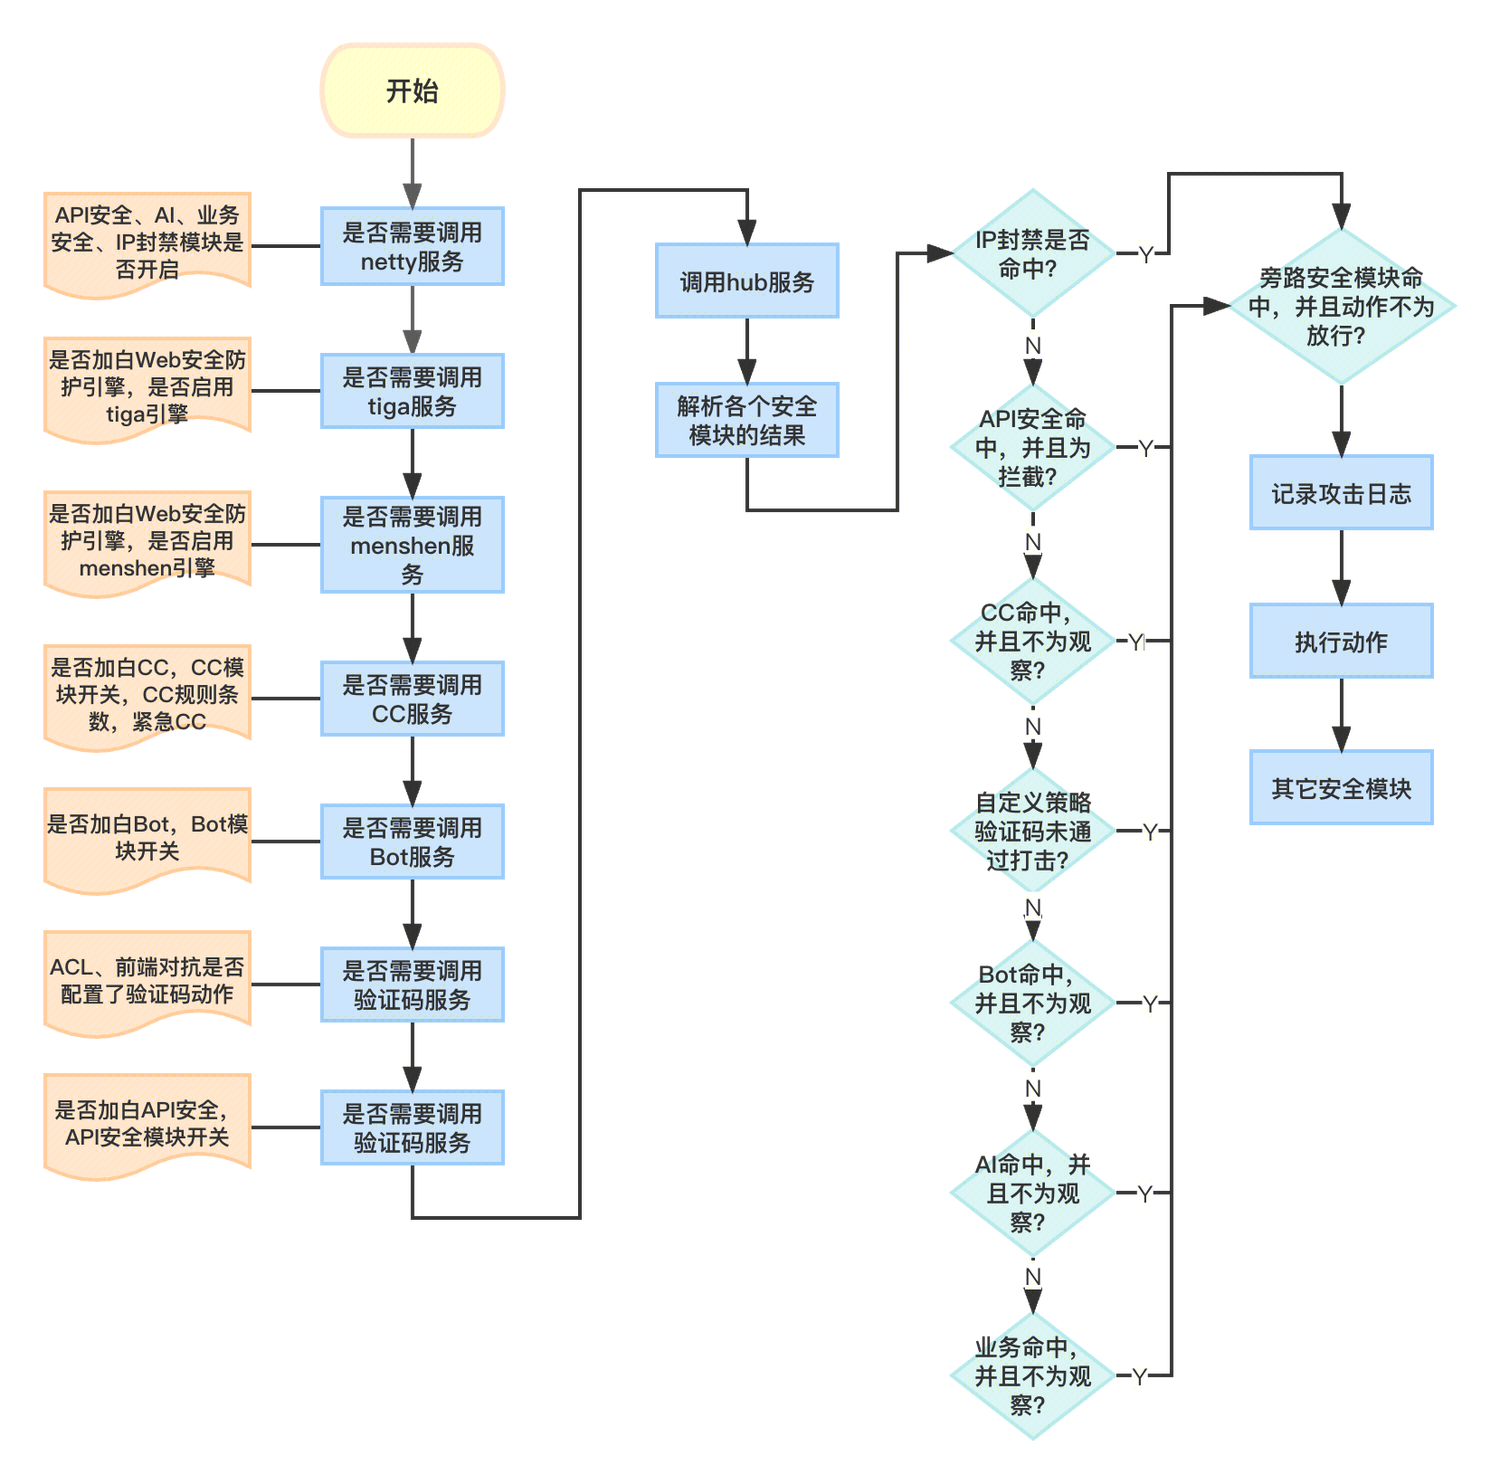 开始
API安全、AI、业务
安全、IP封禁模块是
否开启
是否需要调用
netty服务
是否加白Web安全防
护引擎，是否启用
tiga引擎
是否需要调用
tiga服务
是否加白Web安全防
护引擎，是否启用
menshen引擎
是否需要调用
menshen服
务
是否加白CC，CC模
块开关，CC规则条
数，紧急CC
是否需要调用
CC服务
是否加白Bot，Bot模
块开关
是否需要调用
Bot服务
ACL、前端对抗是否
配置了验证码动作
是否需要调用
验证码服务
是否加白API安全，
API安全模块开关
是否需要调用
验证码服务
调用hub服务
解析各个安全
模块的结果
IP封禁是否
命中？
Y
N
API安全命
中，并且为
拦截？
Y
N
CC命中，
并且不为观
察？
Y
N
自定义策略
验证码未通
过打击？
Y
N
Bot命中，
并且不为观
察？
Y
N
AI命中，并
且不为观
察？
Y
N
业务命中，
并且不为观
察？
Y
旁路安全模块命
中，并且动作不为
放行？
记录攻击日志
执行动作
其它安全模块